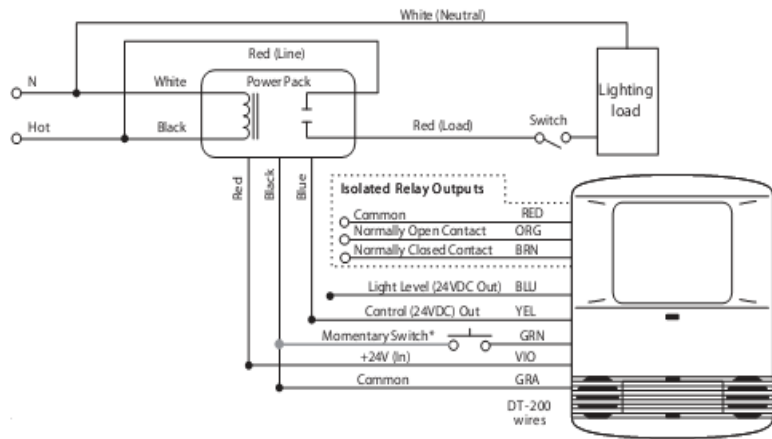 White (Neutral)
Red (Line)
N
White
Power Pack
Lighting
load
Hot
Black
Red (Load)
Switch
Red
Black
Blue
Isolated Relay Outputs
Common RED
Normally Open Contact ORG
Normally Closed Contact BRN
Light Level (24VDC Out) BLU
Control (24VDC) Out YEL
Momentary Switch* GRN
+24V (In) VIO
Common GRA
DT-200
wires